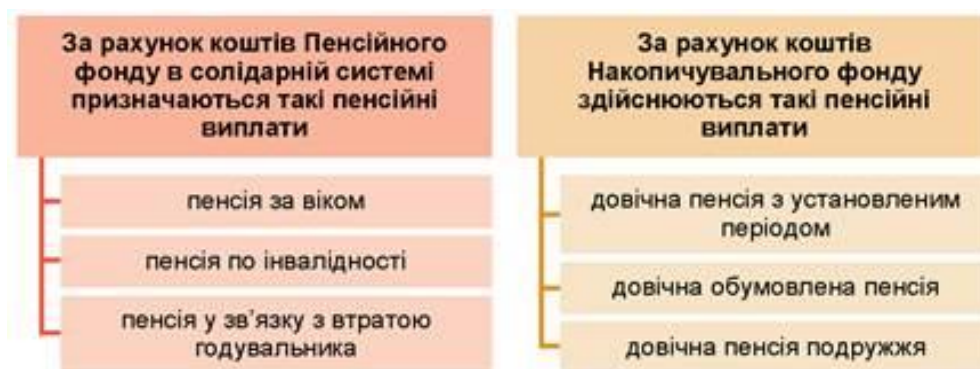 За рахунок коштів Пенсійного
фонду в солідарній системі
призначаються такі пенсійні
виплати
пенсія за віком
пенсія по інвалідності
пенсія у зв’язку з втратою
годувальника
За рахунок коштів
Накопичувального фонду
здійснюються такі пенсійні
виплати
довічна пенсія з установленим
періодом
довічна обумовлена пенсія
довічна пенсія подружжя